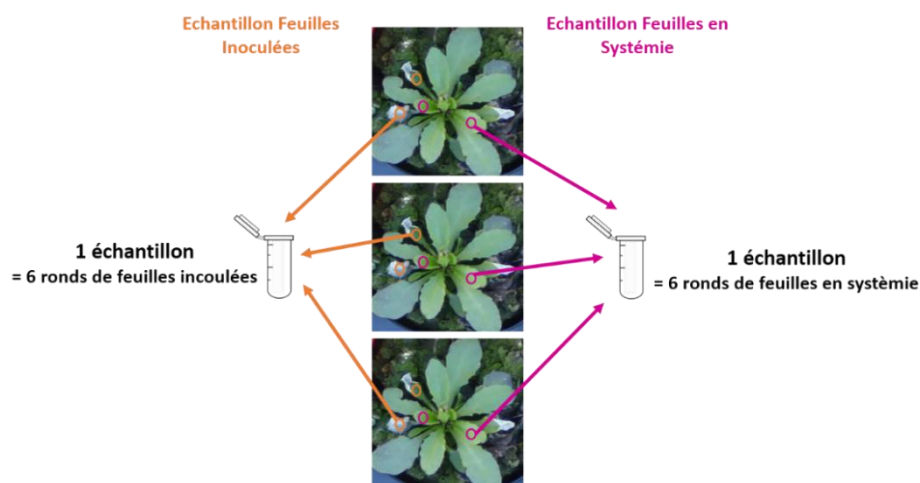 Echantillon Feuilles
Inoculées
Echantillon Feuilles en
Systémie
1 échantillon
= 6 ronds de feuilles incoulées
1 échantillon
= 6 ronds de feuilles en systèmie